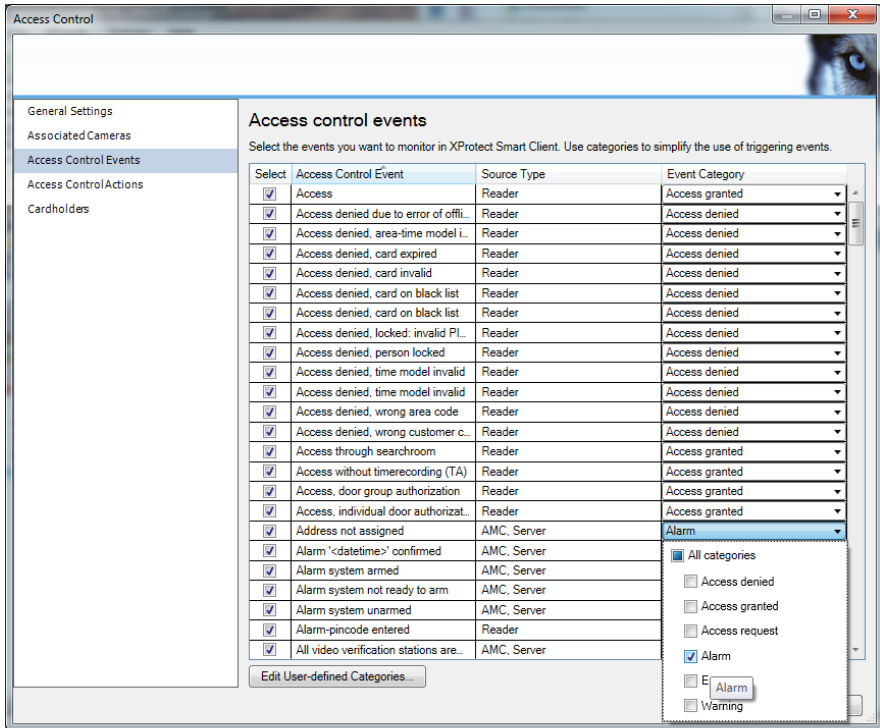 Access Control
General Settings
Associated Cameras
Access Control Events
Access Control Actions
Cardholders
Access control events
Select the events you want to monitor in XProtect Smart Client. Use categories to simplify the use of triggering events.
Select Access Control Event Source Type Event Category
Access Reader Access granted
Access denied due to error of offli... Reader Access denied
Access denied, area-time model i... Reader Access denied
Access denied, card expired Reader Access denied
Access denied, card invalid Reader Access denied
Access denied, card on black list Reader Access denied
Access denied, card on black list Reader Access denied
Access denied, locked: invalid PI... Reader Access denied
Access denied, person locked Reader Access denied
Access denied, time model invalid Reader Access denied
Access denied, time model invalid Reader Access denied
Access denied, wrong area code Reader Access denied
Access denied, wrong customer c... Reader Access denied
Access through searchroom Reader Access granted
Access without timerecording (TA) Reader Access granted
Access, door group authorization Reader Access granted
Access, individual door authorizat... Reader Access granted
Address not assigned AMC, Server Alarm
Alarm '<datetime>' confirmed AMC, Server
Alarm system armed AMC, Server
Alarm system not ready to arm AMC, Server
Alarm system unarmed AMC, Server
Alarm-pincode entered Reader
All video verification stations are... AMC, Server
All categories
Access denied
Access granted
Access request
Alarm
E
Alarm
Warning
Edit User-defined Categories...